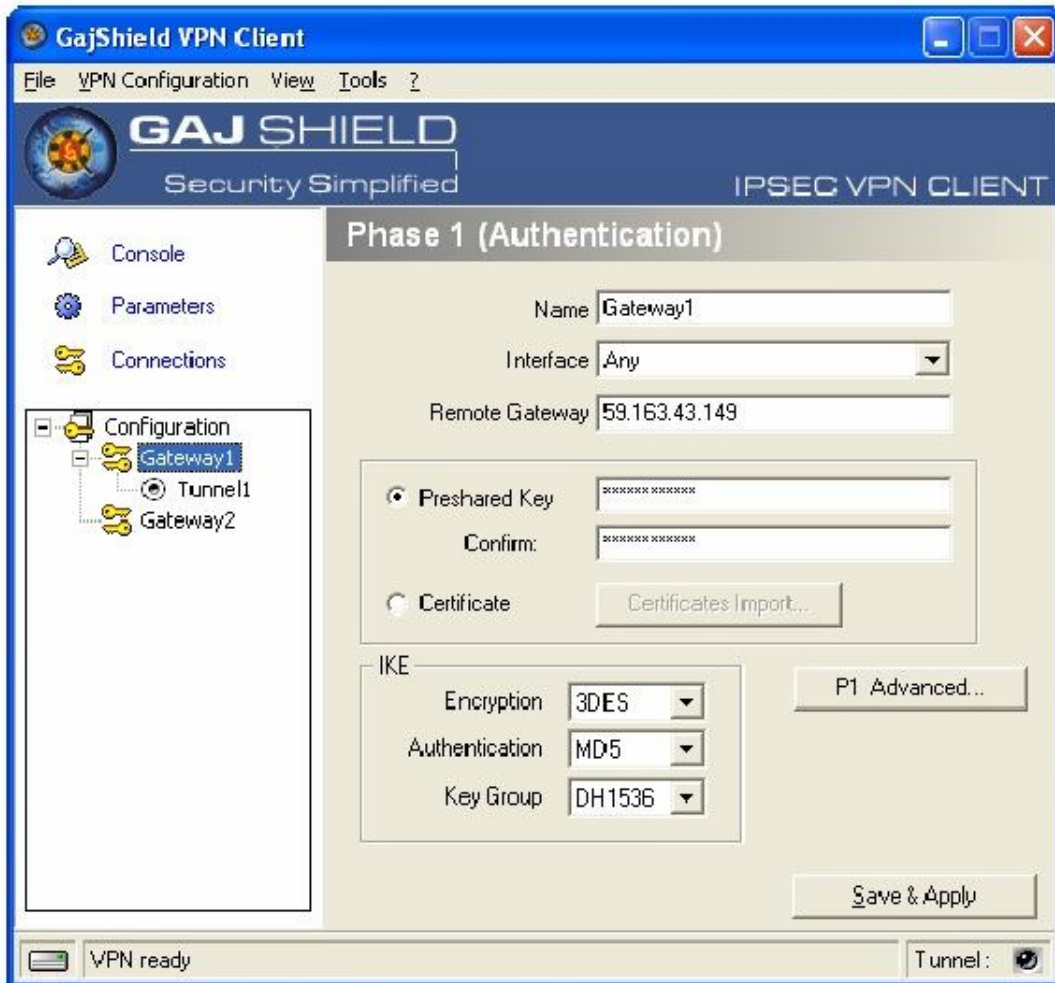 GajShield VPN Client
File VPN Configuration View Tools ?
GAJ SHIELD
Security Simplified
IPSEC VPN CLIENT
Console
Parameters
Connections
Configuration
Gateway1
Tunnel1
Gateway2
Phase 1 (Authentication)
Name Gateway1
Interface Any
Remote Gateway 59.163.43.149
Preshared Key ************
Confirm: ************
Certificate Certificates Import...
IKE
Encryption 3DES
Authentication MD5
Key Group DH1536
P1 Advanced...
Save & Apply
VPN ready
Tunnel: